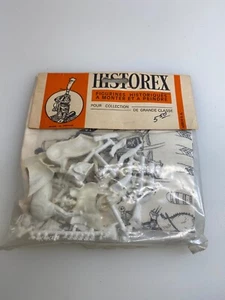 HISTOREX
FIGURINES HISTORIQUES
A MONTER ET A PEINDRE
POUR COLLECTION
DE GRANDE CLASSE